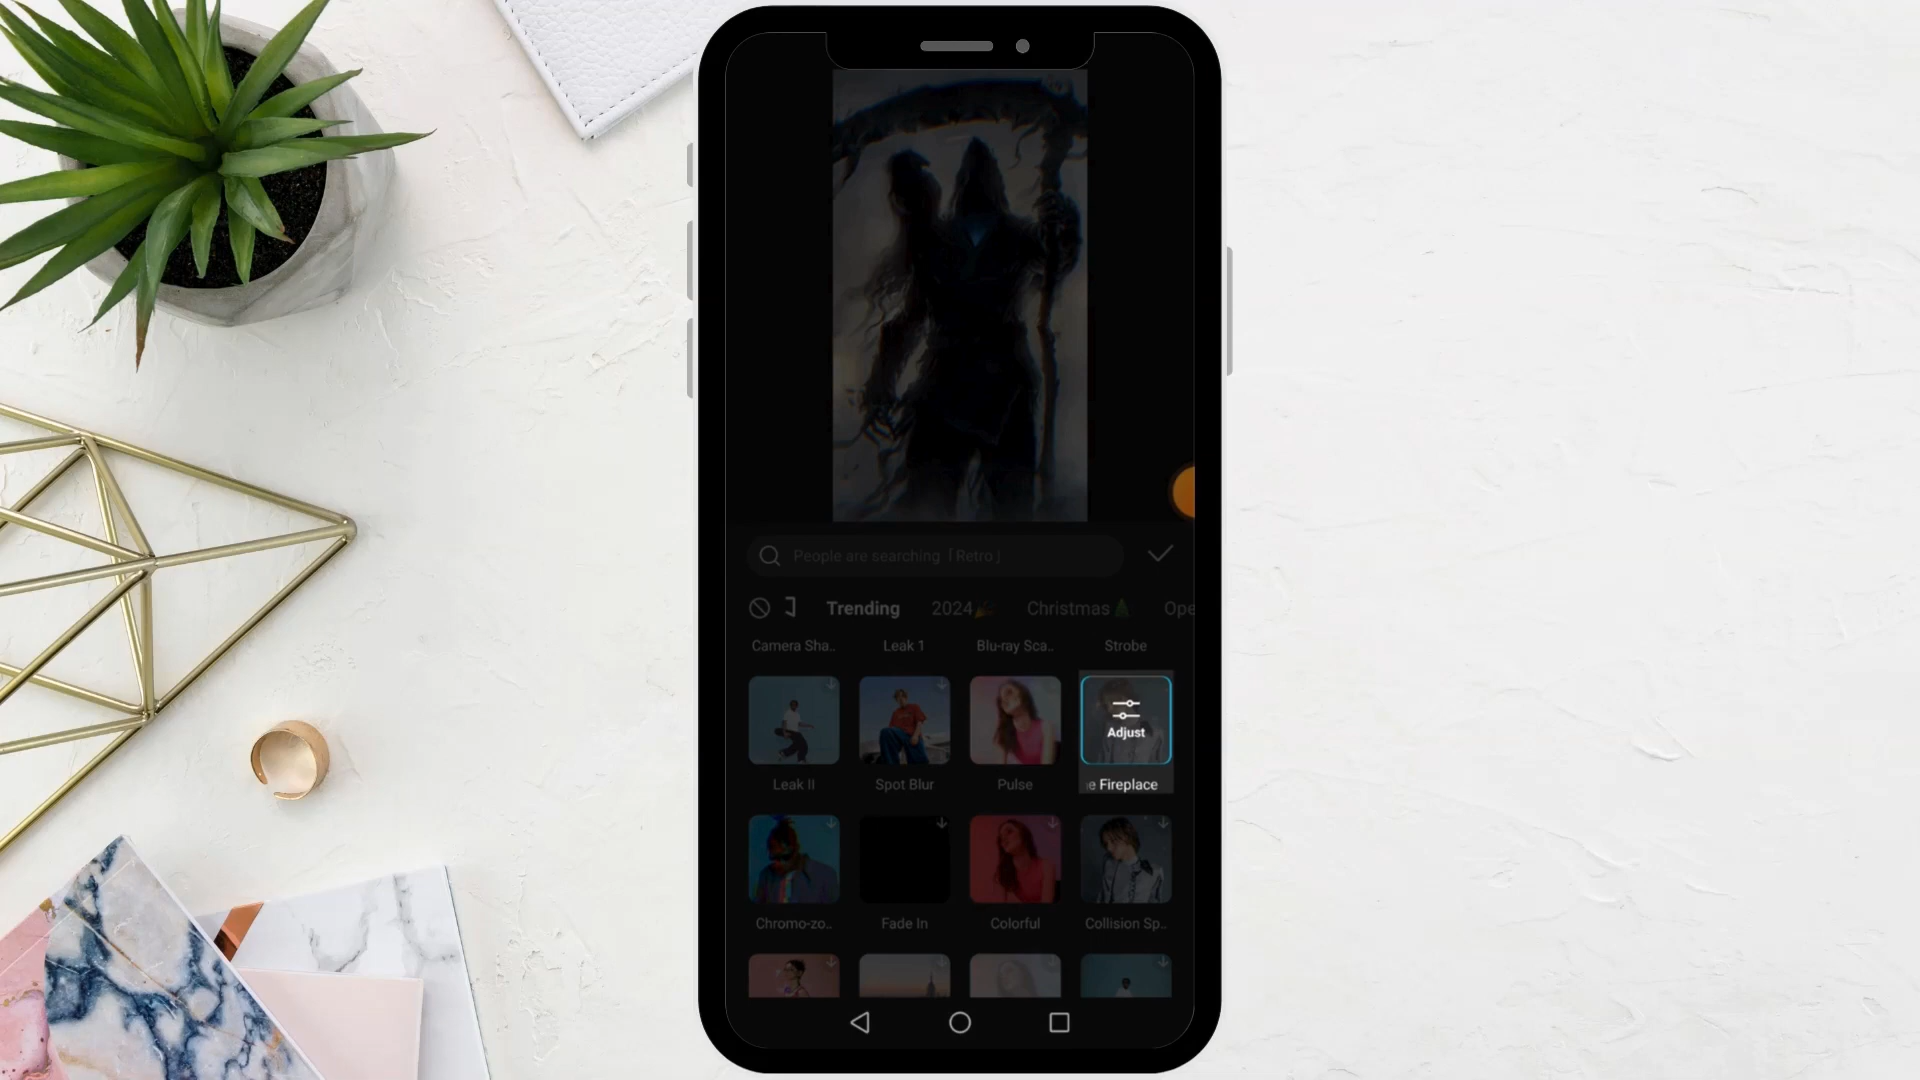 People are searching [Retro]
Trending 2024 Christmas Ope
Camera Sha.. Leak 1 Blu-ray Sca.. Strobe
Adjust
Leak II Spot Blur Pulse e Fireplace
Chromo-zo.. Fade In Colorful Collision Sp..